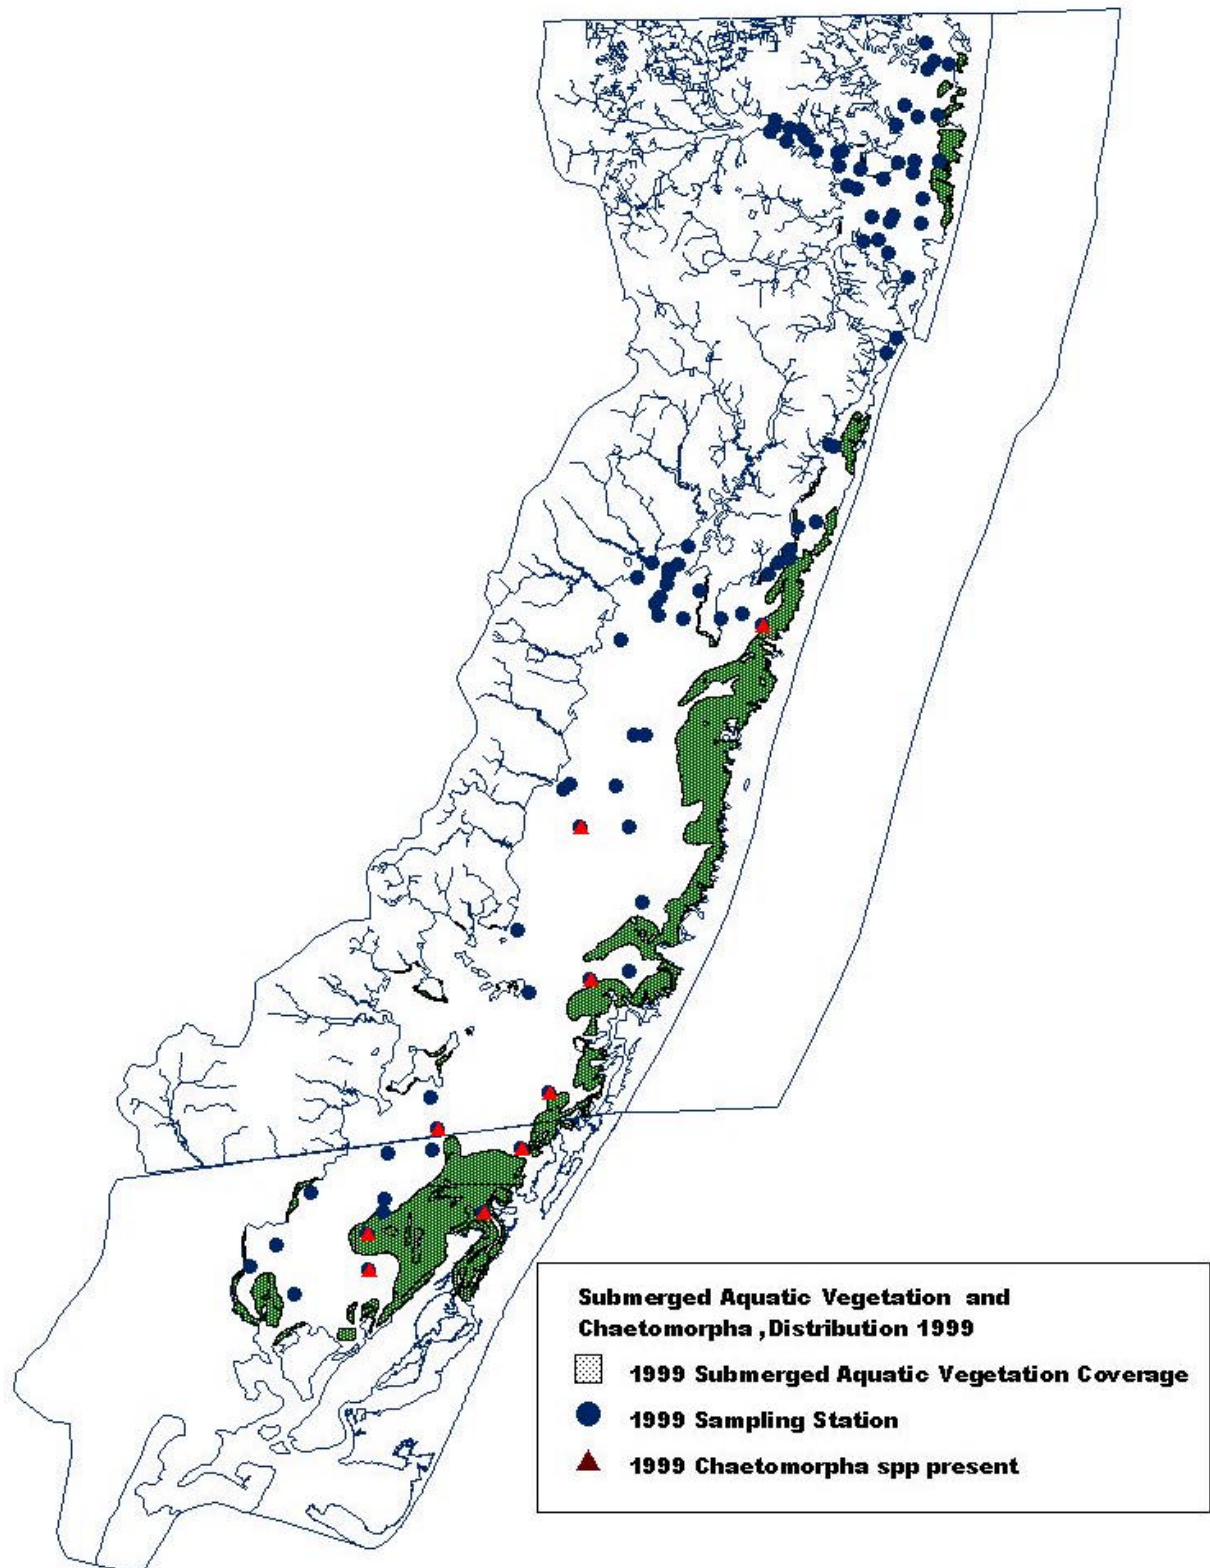 Submerged Aquatic Vegetation and
Chaetomorpha ,Distribution 1999
1999 Submerged Aquatic Vegetation Coverage
1999 Sampling Station
1999 Chaetomorpha spp present